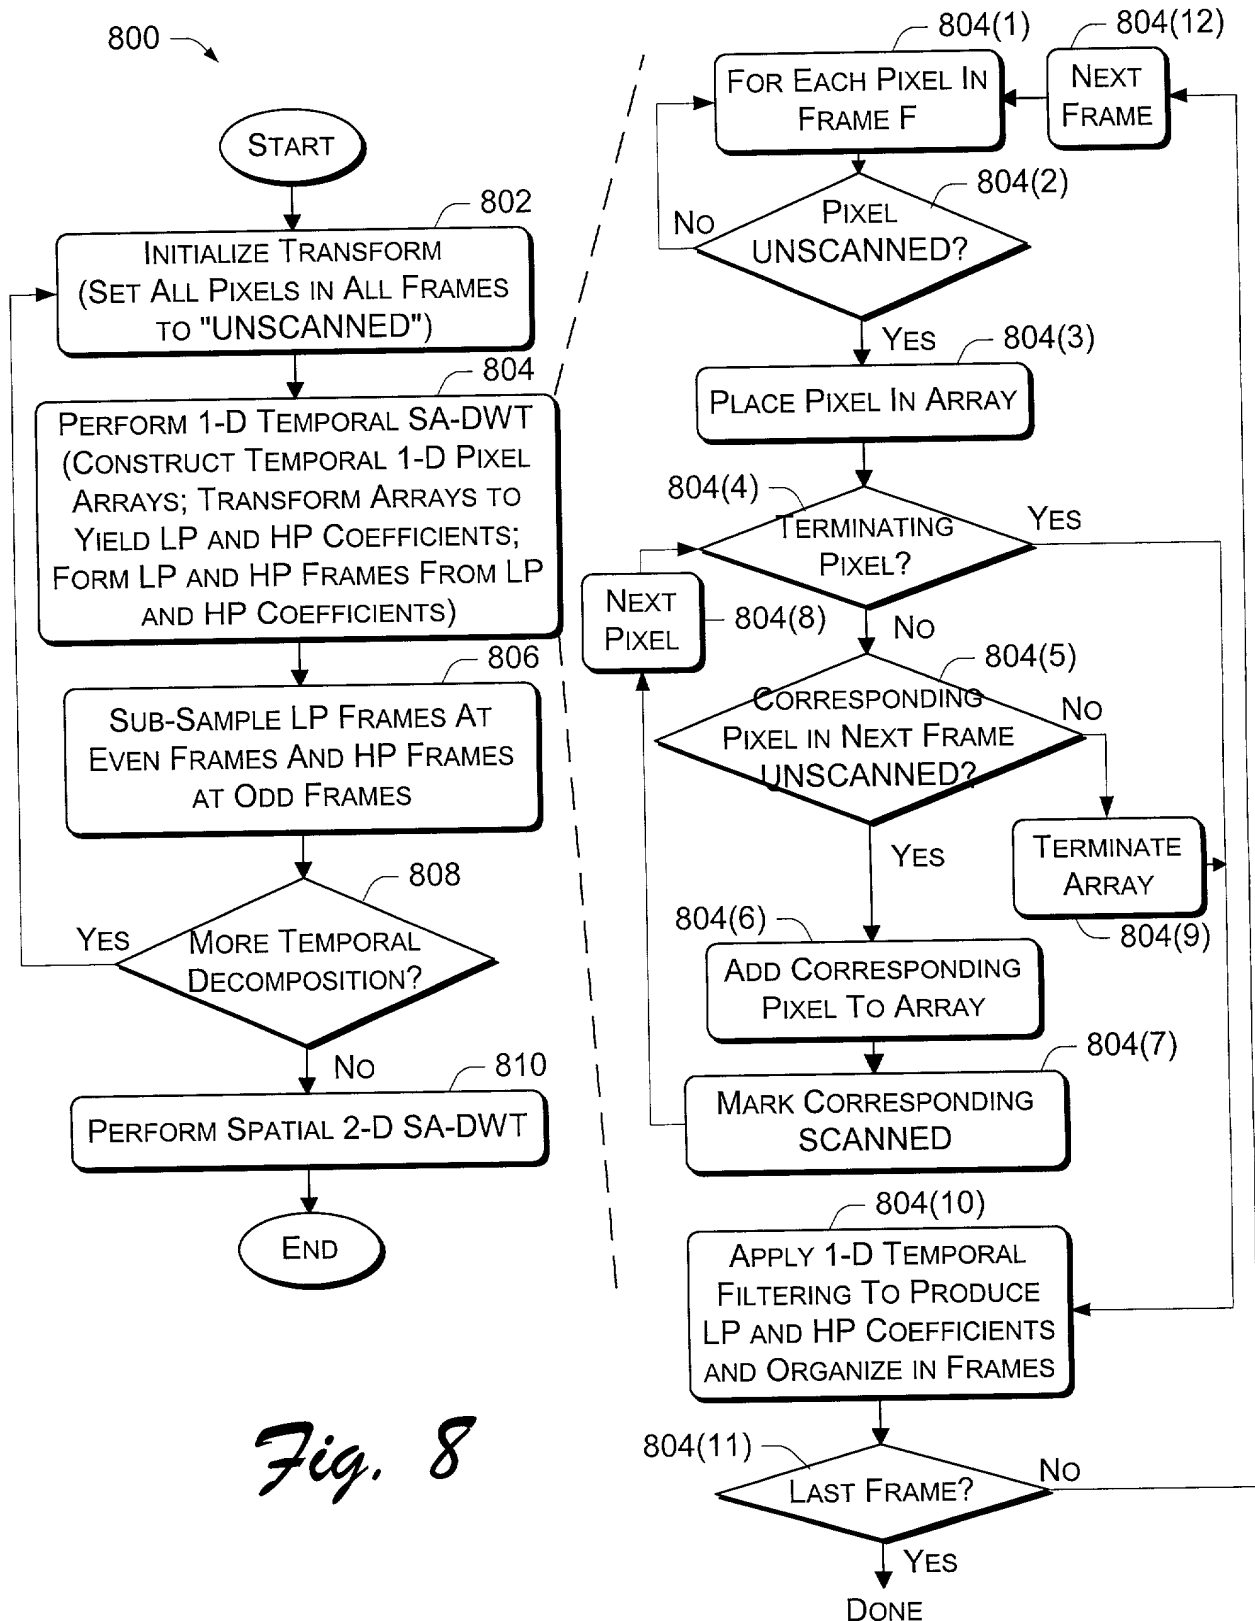 800
START
802
INITIALIZE TRANSFORM
(SET ALL PIXELS IN ALL FRAMES
TO "UNSCANNED")
804
PERFORM 1-D TEMPORAL SA-DWT
(CONSTRUCT TEMPORAL 1-D PIXEL
ARRAYS; TRANSFORM ARRAYS TO
YIELD LP AND HP COEFFICIENTS;
FORM LP AND HP FRAMES FROM LP
AND HP COEFFICIENTS)
806
SUB-SAMPLE LP FRAMES AT
EVEN FRAMES AND HP FRAMES
AT ODD FRAMES
808
YES
MORE TEMPORAL
DECOMPOSITION?
NO
810
PERFORM SPATIAL 2-D SA-DWT
END
Fig. 8
804(1)
FOR EACH PIXEL IN
FRAME F
804(12)
NEXT
FRAME
804(2)
NO
PIXEL
UNSCANNED?
YES
804(3)
PLACE PIXEL IN ARRAY
804(4)
TERMINATING
PIXEL?
YES
NEXT
PIXEL
804(8)
NO
804(5)
CORRESPONDING
PIXEL IN NEXT FRAME
UNSCANNED?
NO
YES
TERMINATE
ARRAY
804(9)
804(6)
ADD CORRESPONDING
PIXEL TO ARRAY
804(7)
MARK CORRESPONDING
SCANNED
804(10)
APPLY 1-D TEMPORAL
FILTERING TO PRODUCE
LP AND HP COEFFICIENTS
AND ORGANIZE IN FRAMES
804(11)
LAST FRAME?
NO
YES
DONE